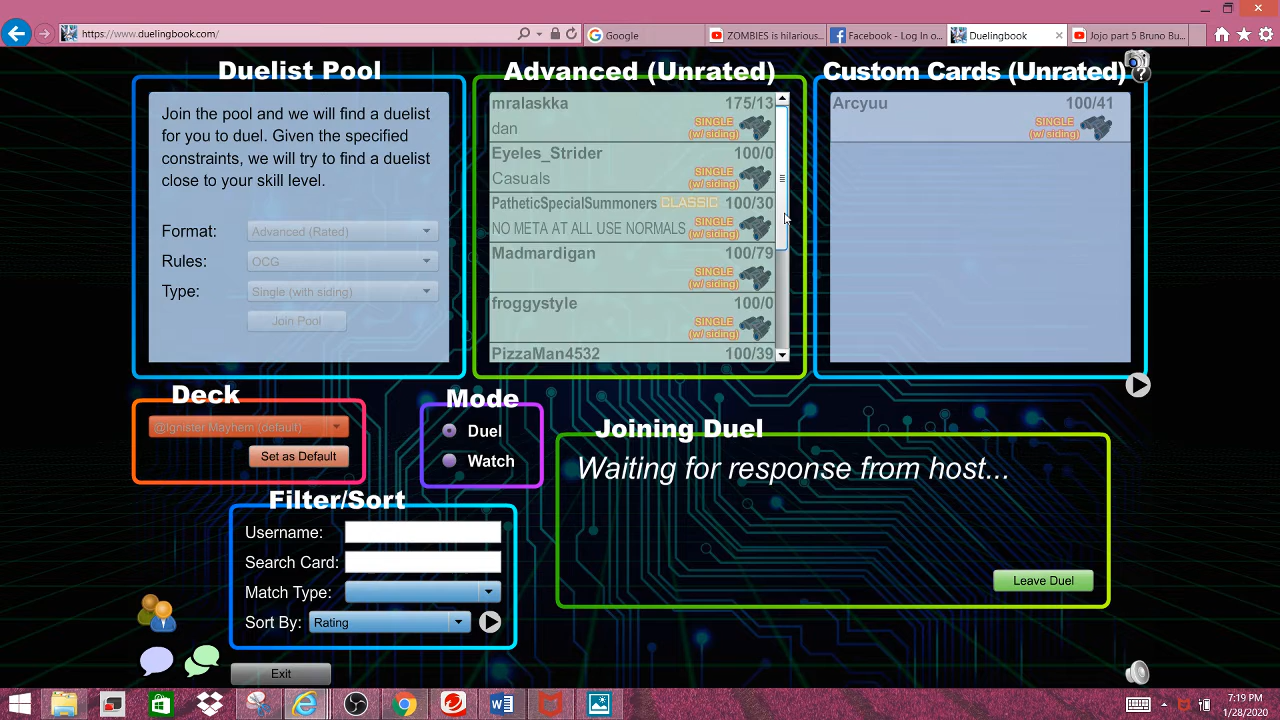 https://www.duelingbook.com/
Google
ZOMBIES is hilarious...
Facebook - Log In o...
Duelingbook
Jojo part 5 Bruno Bu...
Duelist Pool
Join the pool and we will find a duelist
for you to duel. Given the specified
constraints, we will try to find a duelist
close to your skill level.
Format: Advanced (Rated)
Rules: OCG
Type: Single (with siding)
Join Pool
Advanced (Unrated)
mralaskka 175/13
dan SINGLE
(w/ siding)
Eyeles_Strider 100/0
Casuals SINGLE
(w/ siding)
PatheticSpecialSummoners CLASSIC 100/30
NO META AT ALL USE NORMALS SINGLE
(w/ siding)
Madmardigan 100/79
SINGLE
(w/ siding)
froggystyle 100/0
SINGLE
(w/ siding)
PizzaMan4532 100/39
Custom Cards (Unrated)
?
Arcyuu 100/41
SINGLE
(w/ siding)
Deck
@Ignister Mayhem (default)
Set as Default
Mode
Duel
Watch
Joining Duel
Waiting for response from host...
Leave Duel
Filter/Sort
Username:
Search Card:
Match Type:
Sort By: Rating
Exit
7:19 PM
1/28/2020